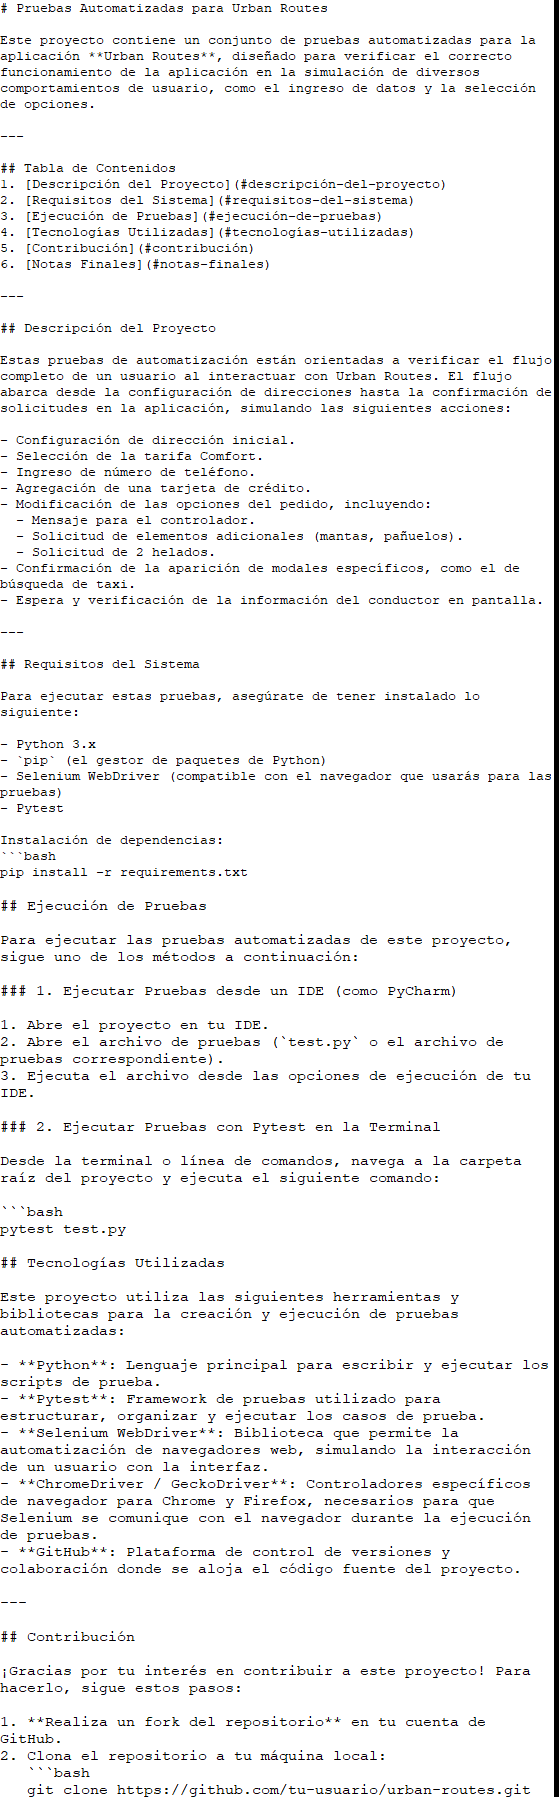 # Pruebas Automatizadas para Urban Routes
Este proyecto contiene un conjunto de pruebas automatizadas para la
aplicación **Urban Routes**, diseñado para verificar el correcto
funcionamiento de la aplicación en la simulación de diversos
comportamientos de usuario, como el ingreso de datos y la selección
de opciones.
---
## Tabla de Contenidos
1. [Descripción del Proyecto](#descripción-del-proyecto)
2. [Requisitos del Sistema](#requisitos-del-sistema)
3. [Ejecución de Pruebas](#ejecución-de-pruebas)
4. [Tecnologías Utilizadas](#tecnologías-utilizadas)
5. [Contribución](#contribución)
6. [Notas Finales](#notas-finales)
---
## Descripción del Proyecto
Estas pruebas de automatización están orientadas a verificar el flujo
completo de un usuario al interactuar con Urban Routes. El flujo
abarca desde la configuración de direcciones hasta la confirmación de
solicitudes en la aplicación, simulando las siguientes acciones:
- Configuración de dirección inicial.
- Selección de la tarifa Comfort.
- Ingreso de número de teléfono.
- Agregación de una tarjeta de crédito.
- Modificación de las opciones del pedido, incluyendo:
  - Mensaje para el controlador.
  - Solicitud de elementos adicionales (mantas, pañuelos).
  - Solicitud de 2 helados.
- Confirmación de la aparición de modales específicos, como el de
búsqueda de taxi.
- Espera y verificación de la información del conductor en pantalla.
---
## Requisitos del Sistema
Para ejecutar estas pruebas, asegúrate de tener instalado lo
siguiente:
- Python 3.x
- `pip` (el gestor de paquetes de Python)
- Selenium WebDriver (compatible con el navegador que usarás para las
pruebas)
- Pytest
Instalación de dependencias:
```bash
pip install -r requirements.txt
## Ejecución de Pruebas
Para ejecutar las pruebas automatizadas de este proyecto,
sigue uno de los métodos a continuación:
### 1. Ejecutar Pruebas desde un IDE (como PyCharm)
1. Abre el proyecto en tu IDE.
2. Abre el archivo de pruebas (`test.py` o el archivo de
pruebas correspondiente).
3. Ejecuta el archivo desde las opciones de ejecución de tu
IDE.
### 2. Ejecutar Pruebas con Pytest en la Terminal
Desde la terminal o línea de comandos, navega a la carpeta
raíz del proyecto y ejecuta el siguiente comando:
```bash
pytest test.py
## Tecnologías Utilizadas
Este proyecto utiliza las siguientes herramientas y
bibliotecas para la creación y ejecución de pruebas
automatizadas:
- **Python**: Lenguaje principal para escribir y ejecutar los
scripts de prueba.
- **Pytest**: Framework de pruebas utilizado para
estructurar, organizar y ejecutar los casos de prueba.
- **Selenium WebDriver**: Biblioteca que permite la
automatización de navegadores web, simulando la interacción
de un usuario con la interfaz.
- **ChromeDriver / GeckoDriver**: Controladores específicos
de navegador para Chrome y Firefox, necesarios para que
Selenium se comunique con el navegador durante la ejecución
de pruebas.
- **GitHub**: Plataforma de control de versiones y
colaboración donde se aloja el código fuente del proyecto.
---
## Contribución
¡Gracias por tu interés en contribuir a este proyecto! Para
hacerlo, sigue estos pasos:
1. **Realiza un fork del repositorio** en tu cuenta de
GitHub.
2. Clona el repositorio a tu máquina local:
   ```bash
   git clone https://github.com/tu-usuario/urban-routes.git